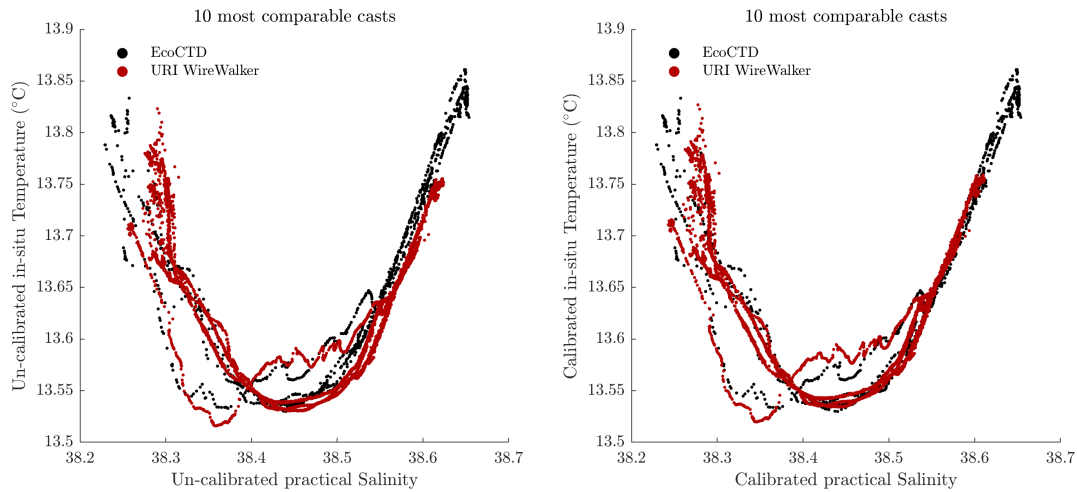 10 most comparable casts
13.9
13.85
13.8
13.75
13.7
13.65
13.6
13.55
13.5
Un-calibrated in-situ Temperature (°C)
EcoCTD
URI WireWalker
38.2 38.3 38.4 38.5 38.6 38.7
Un-calibrated practical Salinity
10 most comparable casts
13.9
13.85
13.8
13.75
13.7
13.65
13.6
13.55
13.5
Calibrated in-situ Temperature (°C)
EcoCTD
URI WireWalker
38.2 38.3 38.4 38.5 38.6 38.7
Calibrated practical Salinity